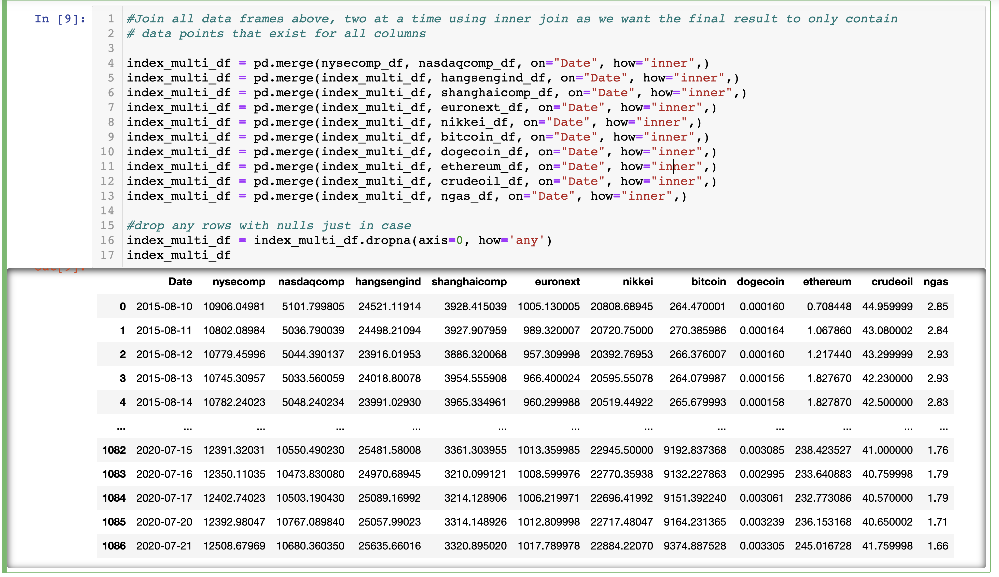 In [9]:
1 #Join all data frames above, two at a time using inner join as we want the final result to only contain
2 # data points that exist for all columns
3
4 index_multi_df = pd.merge(nysecomp_df, nasdaqcomp_df, on="Date", how="inner",)
5 index_multi_df = pd.merge(index_multi_df, hangsengind_df, on="Date", how="inner",)
6 index_multi_df = pd.merge(index_multi_df, shanghaicomp_df, on="Date", how="inner",)
7 index_multi_df = pd.merge(index_multi_df, euronext_df, on="Date", how="inner",)
8 index_multi_df = pd.merge(index_multi_df, nikkei_df, on="Date", how="inner",)
9 index_multi_df = pd.merge(index_multi_df, bitcoin_df, on="Date", how="inner",)
10 index_multi_df = pd.merge(index_multi_df, dogecoin_df, on="Date", how="inner",)
11 index_multi_df = pd.merge(index_multi_df, ethereum_df, on="Date", how="inner",)
12 index_multi_df = pd.merge(index_multi_df, crudeoil_df, on="Date", how="inner",)
13 index_multi_df = pd.merge(index_multi_df, ngas_df, on="Date", how="inner",)
14
15 #drop any rows with nulls just in case
16 index_multi_df = index_multi_df.dropna(axis=0, how='any')
17 index_multi_df
Date nysecomp nasdaqcomp hangsengind shanghaicomp euronext nikkei bitcoin dogecoin ethereum crudeoil ngas
0 2015-08-10 10906.04981 5101.799805 24521.11914 3928.415039 1005.130005 20808.68945 264.470001 0.000160 0.708448 44.959999 2.85
1 2015-08-11 10802.08984 5036.790039 24498.21094 3927.907959 989.320007 20720.75000 270.385986 0.000164 1.067860 43.080002 2.84
2 2015-08-12 10779.45996 5044.390137 23916.01953 3886.320068 957.309998 20392.76953 266.376007 0.000160 1.217440 43.299999 2.93
3 2015-08-13 10745.30957 5033.560059 24018.80078 3954.555908 966.400024 20595.55078 264.079987 0.000156 1.827670 42.230000 2.93
4 2015-08-14 10782.24023 5048.240234 23991.02930 3965.334961 960.299988 20519.44922 265.679993 0.000158 1.827870 42.500000 2.83
... ... ... ... ... ... ... ... ... ... ... ... ...
1082 2020-07-15 12391.32031 10550.490230 25481.58008 3361.303955 1013.359985 22945.50000 9192.837368 0.003085 238.423527 41.000000 1.76
1083 2020-07-16 12350.11035 10473.830080 24970.68945 3210.099121 1008.599976 22770.35938 9132.227863 0.002995 233.640883 40.759998 1.79
1084 2020-07-17 12402.74023 10503.190430 25089.16992 3214.128906 1006.219971 22696.41992 9151.392240 0.003061 232.773086 40.570000 1.79
1085 2020-07-20 12392.98047 10767.089840 25057.99023 3314.148926 1012.809998 22717.48047 9164.231365 0.003239 236.153168 40.650002 1.71
1086 2020-07-21 12508.67969 10680.360350 25635.66016 3320.895020 1017.789978 22884.22070 9374.887528 0.003305 245.016728 41.759998 1.66